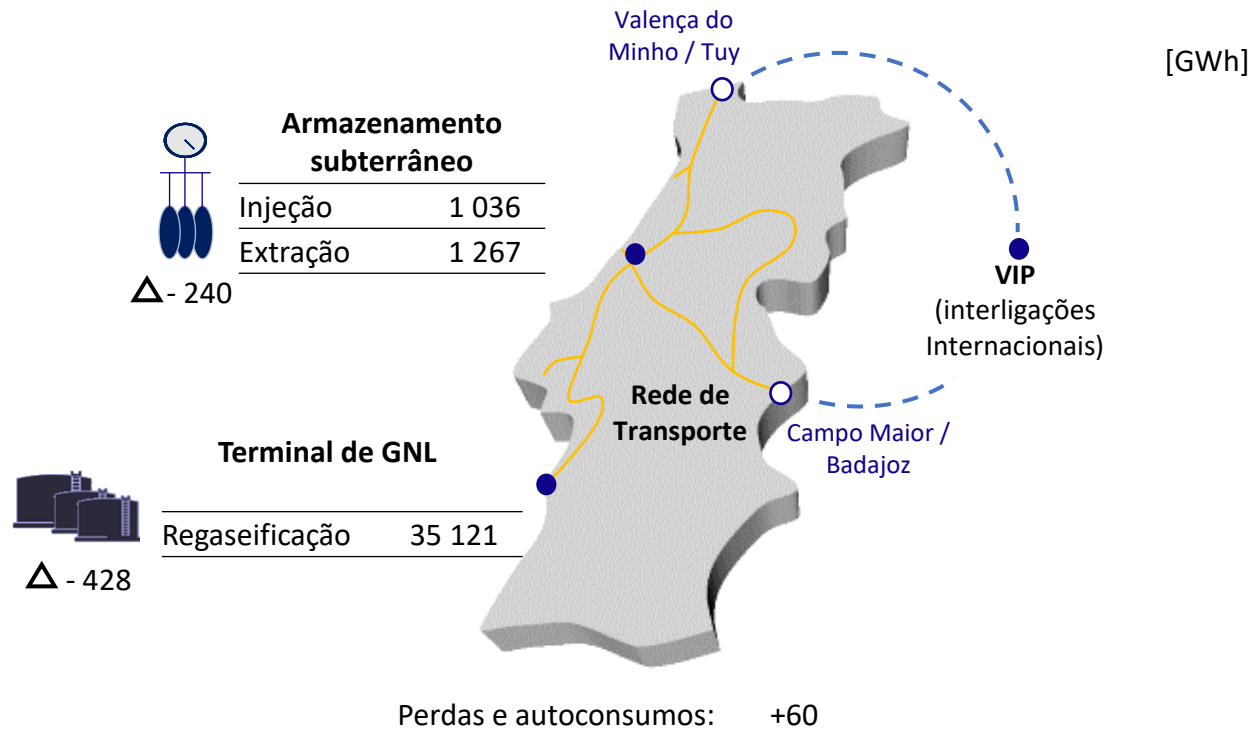 Valença do
Minho / Tuy
[GWh]
Armazenamento
subterrâneo
Injeção 1 036
Extração 1 267
Δ - 240
VIP
(interligações
Internacionais)
Rede de
Transporte
Campo Maior /
Badajoz
Terminal de GNL
Regaseificação 35 121
Δ - 428
Perdas e autoconsumos: +60